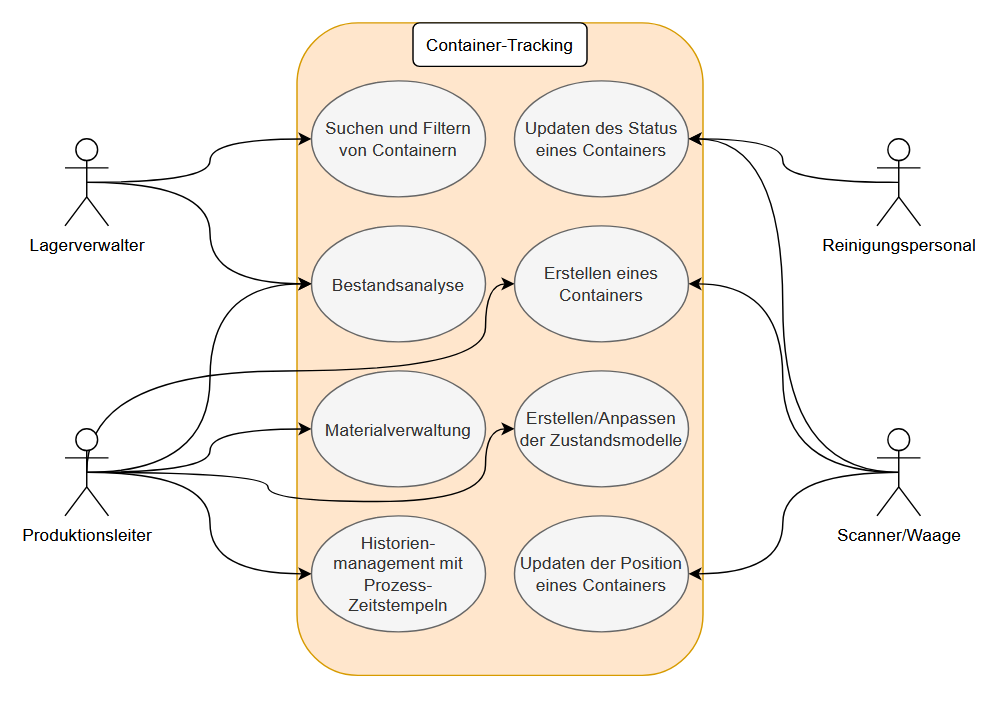 Container-Tracking
Suchen und Filtern
von Containern
Updaten des Status
eines Containers
Lagerverwalter
Reinigungspersonal
Bestandsanalyse
Erstellen eines
Containers
Materialverwaltung
Erstellen/Anpassen
der Zustandsmodelle
Produktionsleiter
Scanner/Waage
Historien-
management mit
Prozess-
Zeitstempeln
Updaten der Position
eines Containers